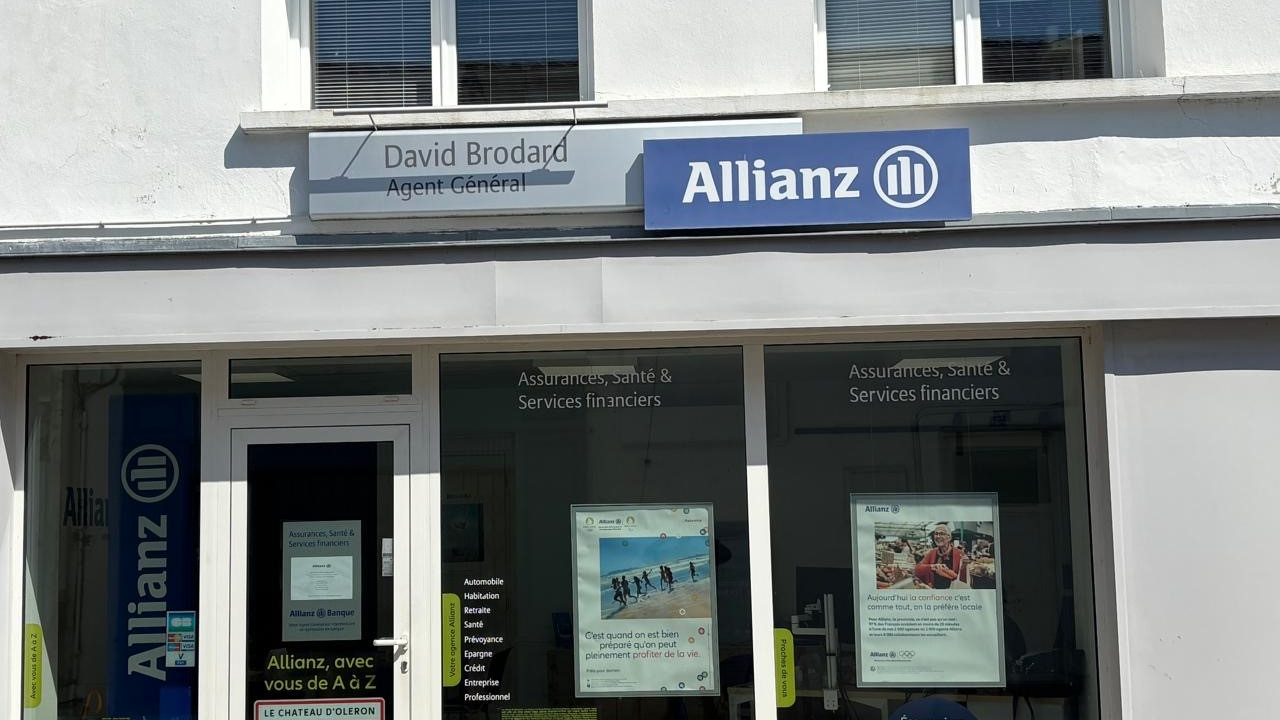 David Brodard
Agent Général
Allianz
Assurances, Santé &
Services financiers
Assurances, Santé &
Services financiers
Allianz
Allianz
Assurances, Santé &
Services financiers
Allianz
Allianz Banque
Allianz, avec
vous de A à Z
LE CHATEAU D'OLERON
Avec vous de A à Z
VISA
VISA
Automobile
Habitation
Retraite
Santé
Prévoyance
Epargne
Crédit
Entreprise
Professionnel
Votre agence Allianz
Allianz
C'est quand on est bien
préparé qu'on peut
pleinement profiter de la vie.
Proches de vous
Allianz
Aujourd'hui la confiance c'est
comme tout, on la préfère locale
Allianz